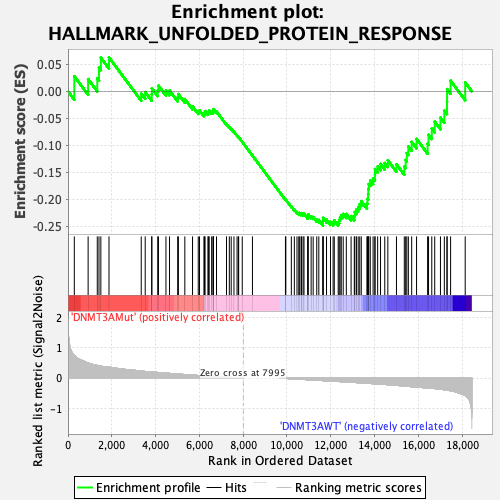 Enrichment plot:
HALLMARK_UNFOLDED_PROTEIN_RESPONSE
Enrichment score (ES)
0.05
0.00
-0.05
-0.10
-0.15
-0.20
-0.25
'DNMT3AMut' (positively correlated)
Ranked list metric (Signal2Noise)
2
1
0
-1
Zero cross at 7995
'DNMT3AWT' (negatively correlated)
0 2,000 4,000 6,000 8,000 10,000 12,000 14,000 16,000 18,000
Rank in Ordered Dataset
Enrichment profile Hits Ranking metric scores